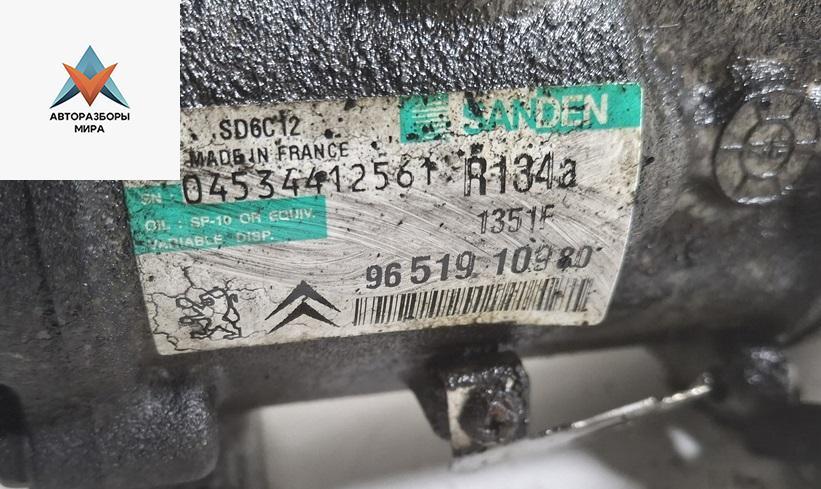 АВТОРАЗБОРЫ
МИРА
SANDEN
SD6C12
MADE IN FRANCE
SN 04534412561 R134a
OIL : SP-10 OR EQUIV.
VARIABLE DISP.
1351F
96 519 109 80